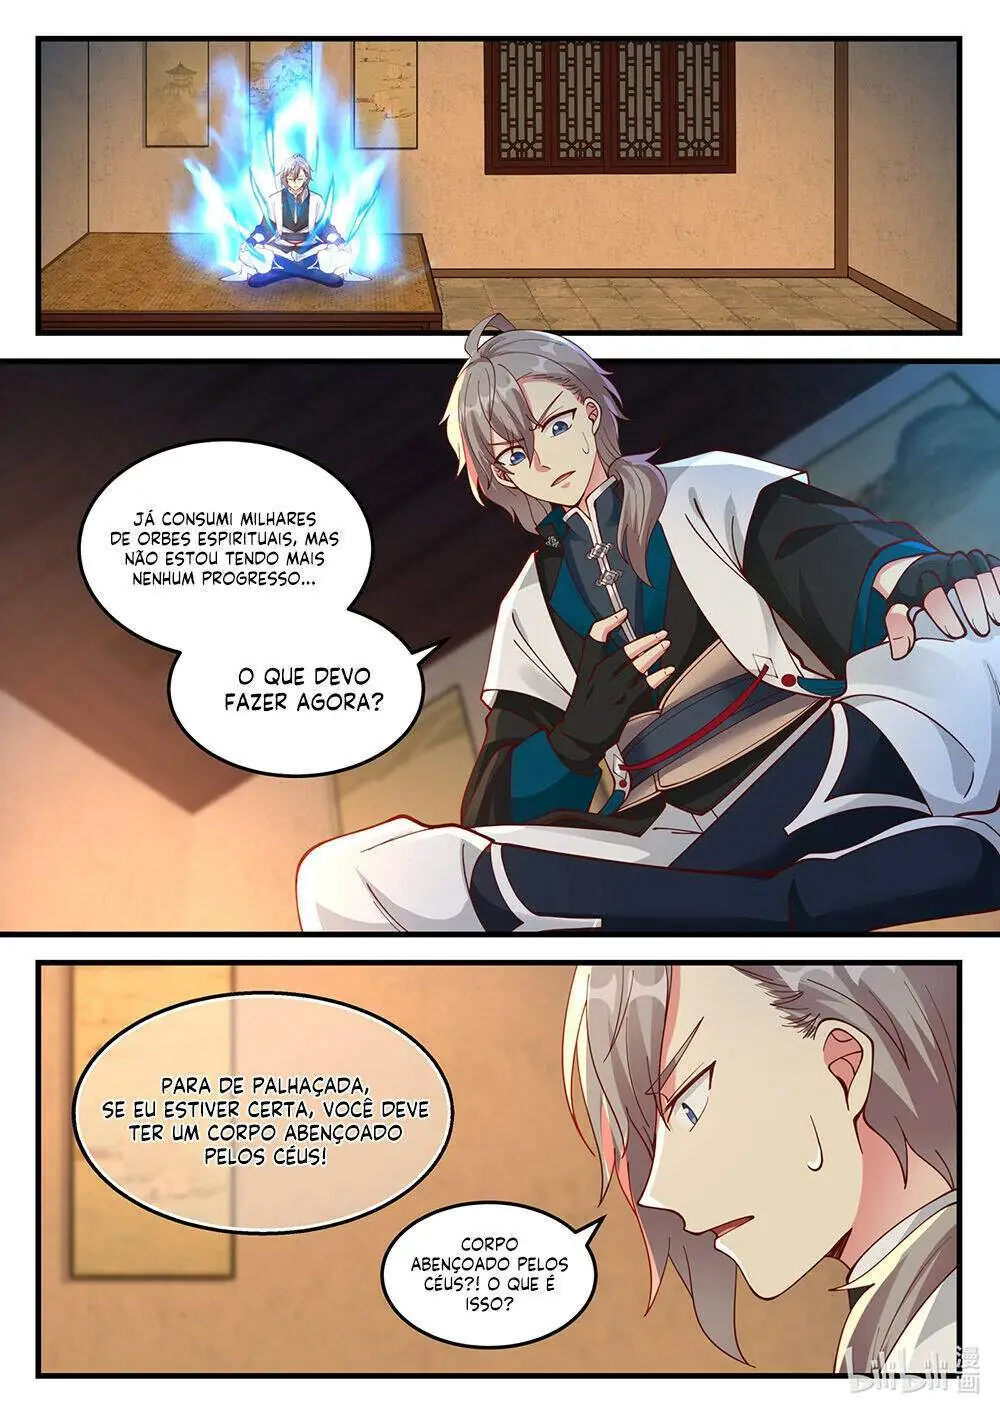 JÁ CONSUMI MILHARES
DE ORBES ESPIRITUAIS, MAS
NÃO ESTOU TENDO MAIS
NENHUM PROGRESSO...
O QUE DEVO
FAZER AGORA?
PARA DE PALHAÇADA,
SE EU ESTIVER CERTA, VOCÊ DEVE
TER UM CORPO ABENÇOADO
PELOS CÉUS!
CORPO
ABENÇOADO PELOS
CÉUS?! O QUE É
ISSO?
bilibili 漫画